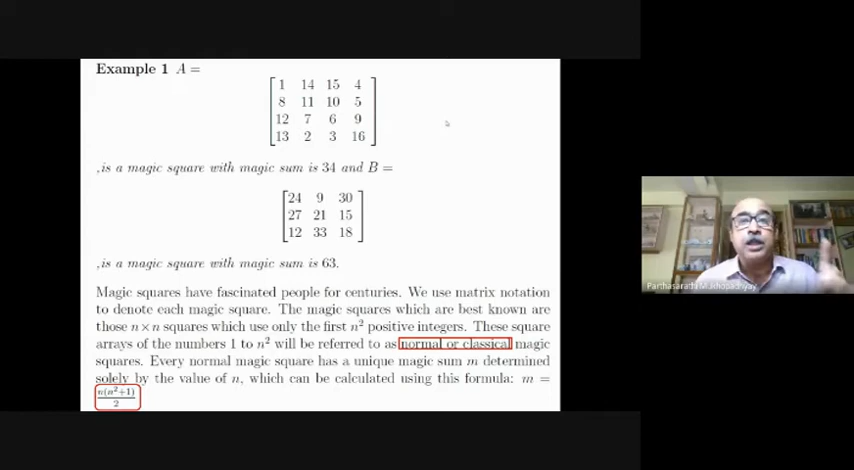 Example 1 A =
1 14 15 4
8 11 10 5
12 7 6 9
13 2 3 16
, is a magic square with magic sum is 34 and B =
24 9 30
27 21 15
12 33 18
, is a magic square with magic sum is 63.
Magic squares have fascinated people for centuries. We use matrix notation
to denote each magic square. The magic squares which are best known are
those n × n squares which use only the first n² positive integers. These square
arrays of the numbers 1 to n² will be referred to as normal or classical magic
squares. Every normal magic square has a unique magic sum m determined
solely by the value of n, which can be calculated using this formula: m =
n(n²+1)
2
Parthasarathi Mukhopadhyay